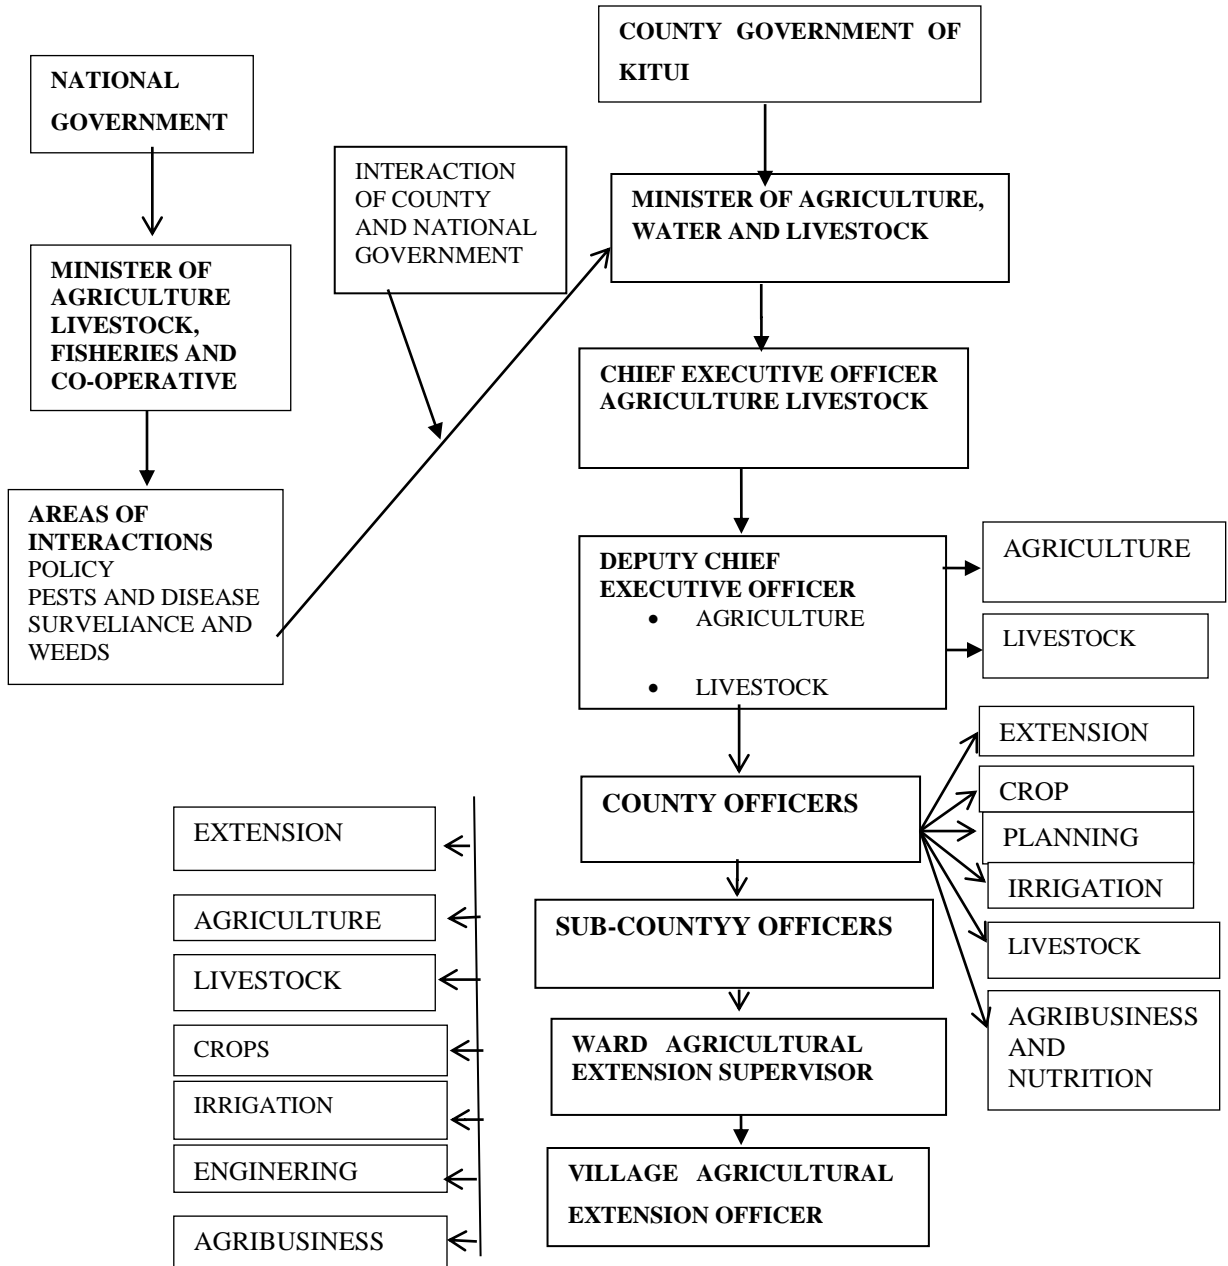 COUNTY GOVERNMENT OF
KITUI
NATIONAL
GOVERNMENT
INTERACTION
OF COUNTY
AND NATIONAL
GOVERNMENT
MINISTER OF AGRICULTURE,
WATER AND LIVESTOCK
MINISTER OF
AGRICULTURE
LIVESTOCK,
FISHERIES AND
CO-OPERATIVE
CHIEF EXECUTIVE OFFICER
AGRICULTURE LIVESTOCK
AREAS OF
INTERACTIONS
POLICY
PESTS AND DISEASE
SURVELIANCE AND
WEEDS
DEPUTY CHIEF
EXECUTIVE OFFICER
• AGRICULTURE
• LIVESTOCK
AGRICULTURE
LIVESTOCK
COUNTY OFFICERS
EXTENSION
CROP
PLANNING
IRRIGATION
LIVESTOCK
AGRIBUSINESS
AND
NUTRITION
SUB-COUNTYY OFFICERS
WARD AGRICULTURAL
EXTENSION SUPERVISOR
VILLAGE AGRICULTURAL
EXTENSION OFFICER
EXTENSION
AGRICULTURE
LIVESTOCK
CROPS
IRRIGATION
ENGINERING
AGRIBUSINESS